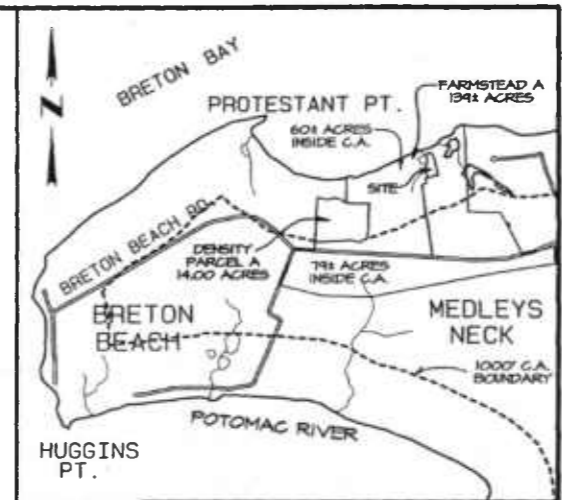 N
BRETON BAY
PROTESTANT PT.
FARMSTEAD A
139± ACRES
60± ACRES
INSIDE C.A.
SITE
BRETON BEACH RD
DENSITY
PARCEL A
14.00 ACRES
79± ACRES
INSIDE C.A.
BRETON
BEACH
MEDLEYS
NECK
1000' C.A.
BOUNDARY
POTOMAC RIVER
HUGGINS
PT.